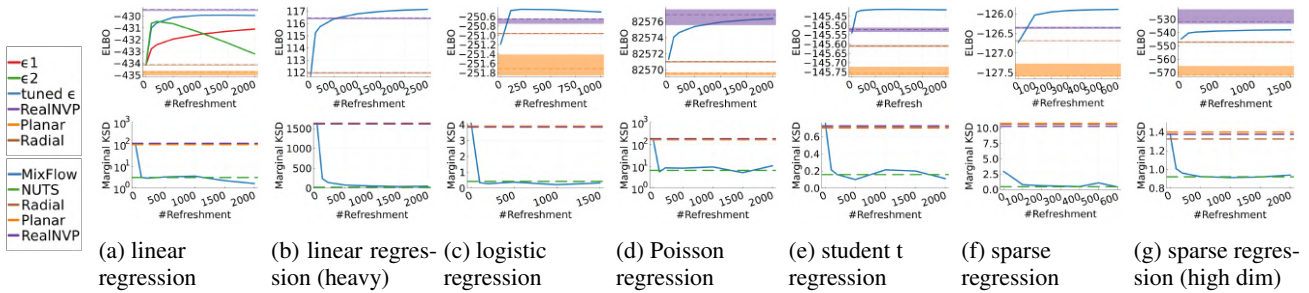 ϵ1
ϵ2
tuned ϵ
RealNVP
Planar
Radial
MixFlow
NUTS
Radial
Planar
RealNVP
ELBO
−430
−431
−432
−433
−434
−435
0 500 1000 1500 2000
#Refreshment
ELBO
117
116
115
114
113
112
0 500 1000 1500 2000 2500
#Refreshment
ELBO
−250.6
−250.8
−251.0
−251.2
−251.4
−251.6
−251.8
0 250 500 750 1000
#Refreshment
ELBO
82576
82574
82572
82570
0 500 1000 1500 2000
#Refreshment
ELBO
−145.45
−145.50
−145.55
−145.60
−145.65
−145.70
−145.75
0 500 1000 1500 2000
#Refresh
ELBO
−126.0
−126.5
−127.0
−127.5
0 100 200 300 400 500 600
#Refreshment
ELBO
−530
−540
−550
−560
−570
0 500 1000 1500
#Refreshment
Marginal KSD
10³
10²
10¹
10⁰
0 500 1000 1500 2000
#Refreshment
Marginal KSD
1500
1000
500
0
0 500 1000 1500 2000 2500
#Refreshment
Marginal KSD
4
3
2
1
0
0 500 1000 1500
#Refreshment
Marginal KSD
10³
10²
10¹
10⁰
0 500 1000 1500 2000
#Refreshment
Marginal KSD
0.6
0.4
0.2
0.0
0 500 1000 1500 2000
#Refreshment
Marginal KSD
10.0
7.5
5.0
2.5
0.0
0 100 200 300 400 500 600
#Refreshment
Marginal KSD
1.4
1.2
1.0
0.8
0 500 1000 1500 2000
#Refreshment
(a) linear
regression
(b) linear regres-
sion (heavy)
(c) logistic
regression
(d) Poisson
regression
(e) student t
regression
(f) sparse
regression
(g) sparse regres-
sion (high dim)